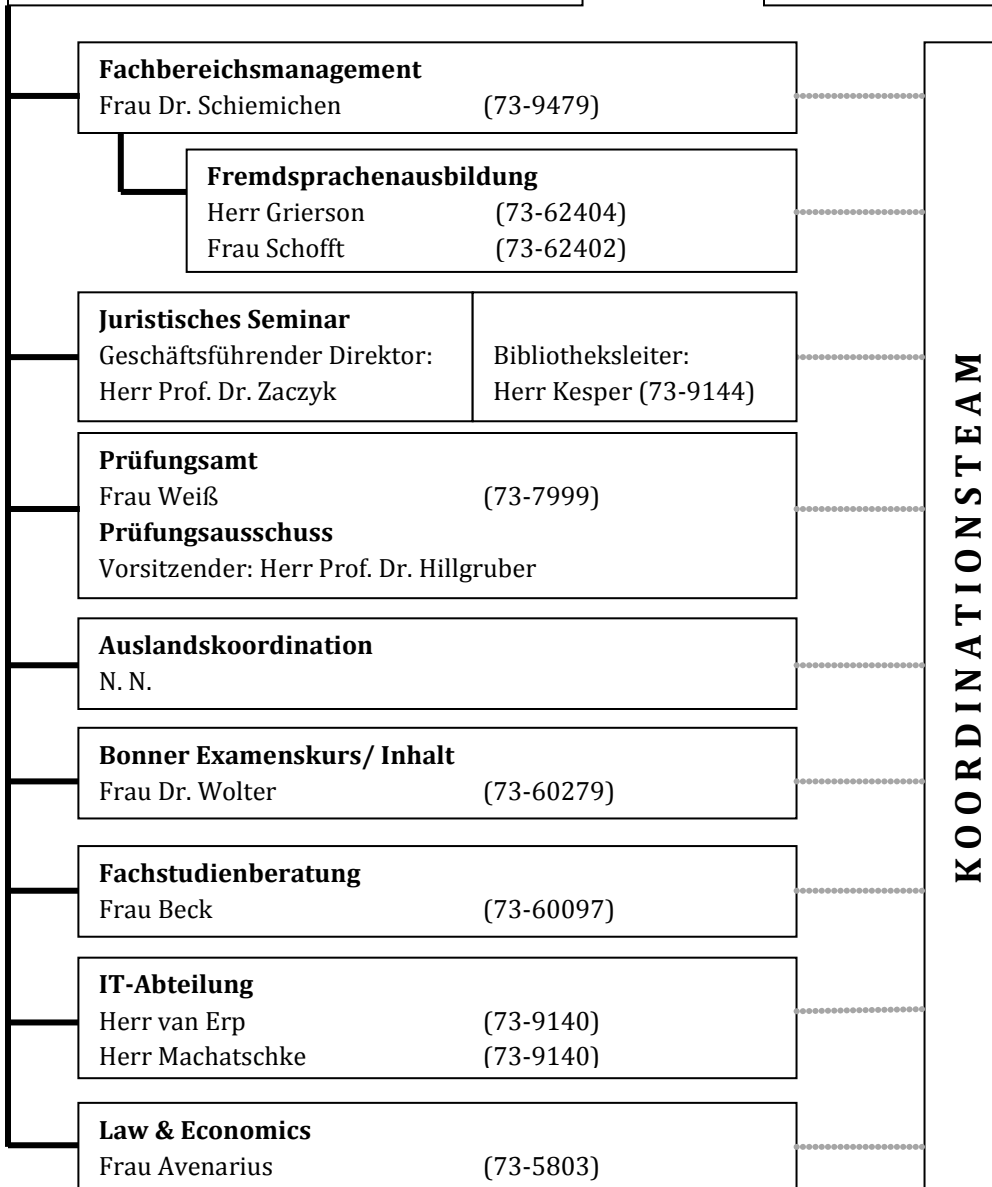 Fachbereichsmanagement
Frau Dr. Schiemichen (73-9479)
Fremdsprachenausbildung
Herr Grierson (73-62404)
Frau Schofft (73-62402)
Juristisches Seminar
Geschäftsführender Direktor:
Herr Prof. Dr. Zaczyk
Bibliotheksleiter:
Herr Kesper (73-9144)
Prüfungsamt
Frau Weiß (73-7999)
Prüfungsausschuss
Vorsitzender: Herr Prof. Dr. Hillgruber
Auslandskoordination
N. N.
Bonner Examenskurs/ Inhalt
Frau Dr. Wolter (73-60279)
Fachstudienberatung
Frau Beck (73-60097)
IT-Abteilung
Herr van Erp (73-9140)
Herr Machatschke (73-9140)
Law & Economics
Frau Avenarius (73-5803)
KOORDINATIONSTEAM